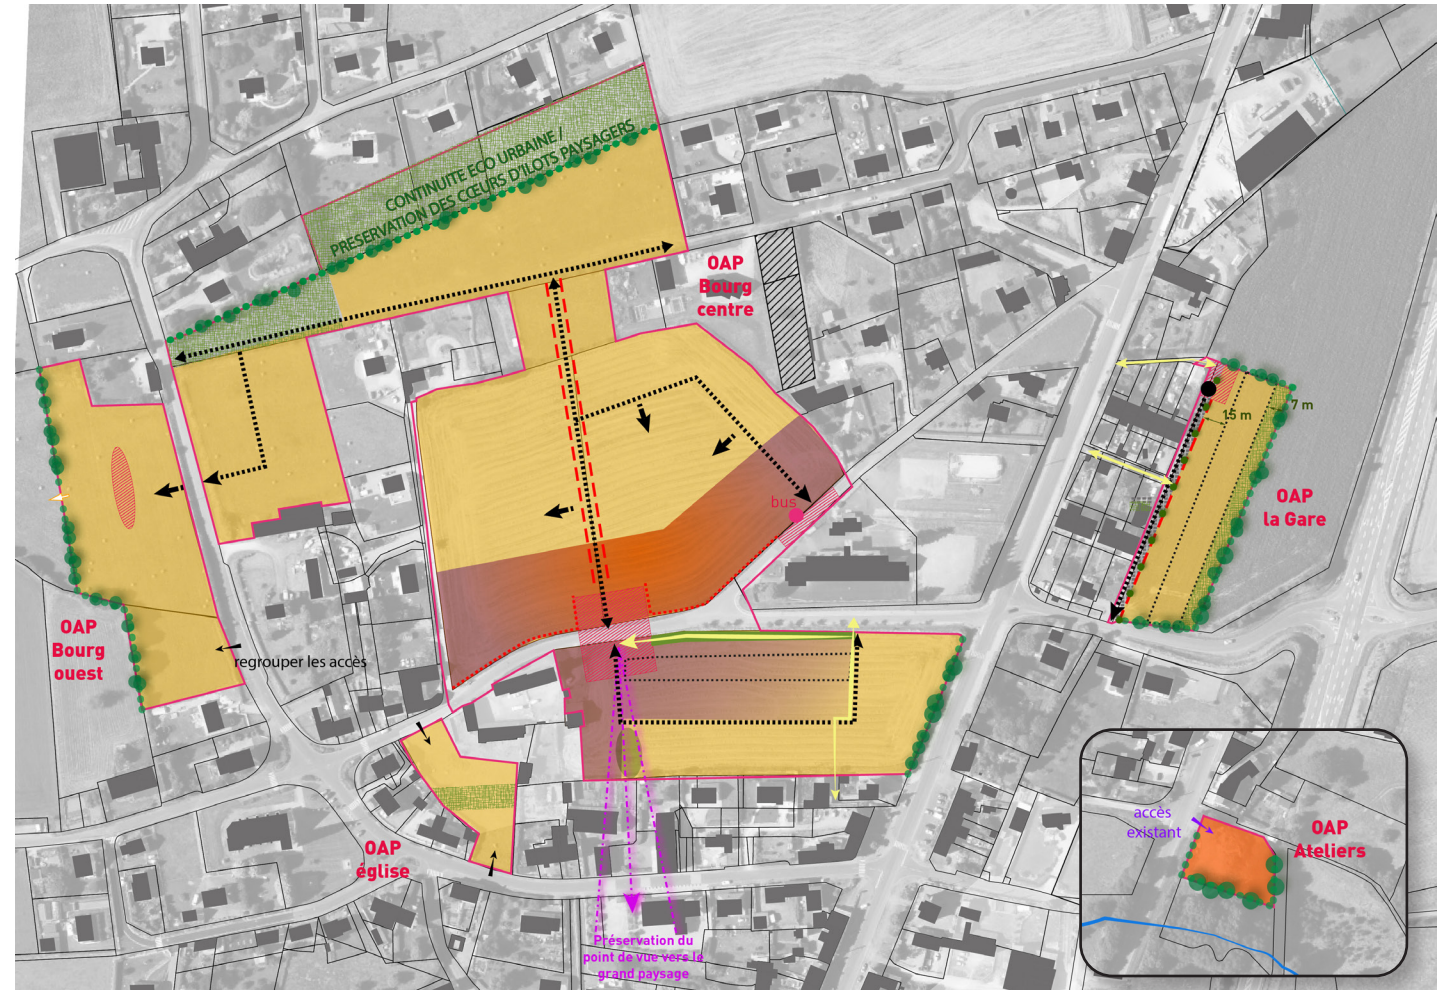 CONTINUITE ECO URBAINE /
PRESERVATION DES CŒURS D'ILOTS PAYSAGERS
OAP
Bourg
centre
bus
15 m
7 m
OAP
la Gare
OAP
Bourg
ouest
regrouper les accès
OAP
église
Préservation du
point de vue vers le
grand paysage
accès
existant
OAP
Ateliers